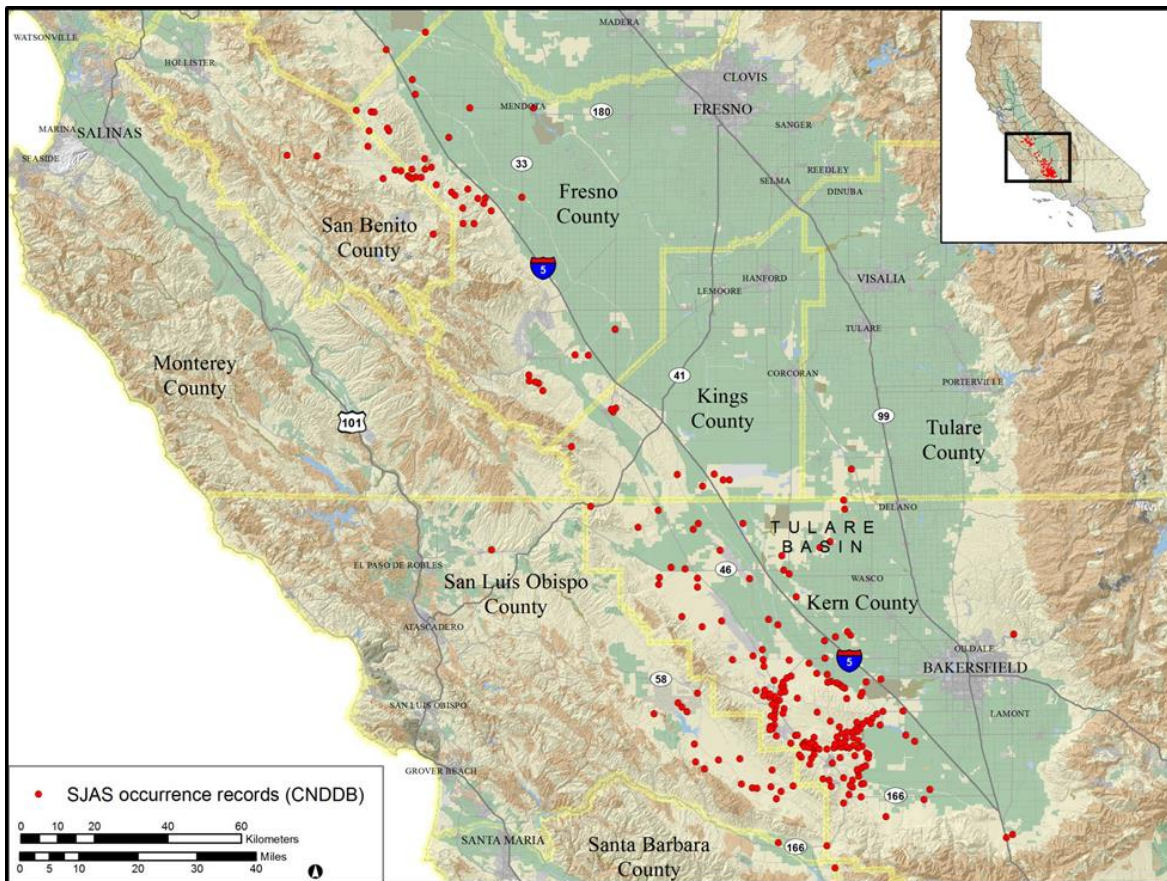 MADERA
WATSONVILLE
HOLLISTER
CLOVIS
FRESNO
MENDOTA
180
SANGER
MARINA
SALINAS
SEASIDE
33
REEDLEY
SELMA
DINUBA
Fresno
County
San Benito
County
5
HANFORD
VISALIA
LEMOORE
TULARE
Monterey
County
41
CORCORAN
PORTERVILLE
Kings
County
101
99
Tulare
County
DELANO
TULARE
BASIN
EL PASO DE ROBLES
46
WASCO
San Luis Obispo
County
Kern County
ATASCADERO
OILDALE
5
BAKERSFIELD
58
SAN LUIS OBISPO
LAMONT
GROVER BEACH
SJAS occurrence records (CNDDB)
166
0 10 20 40 60
Kilometers
Miles
0 5 10 20 30 40
SANTA MARIA
Santa Barbara
County
166